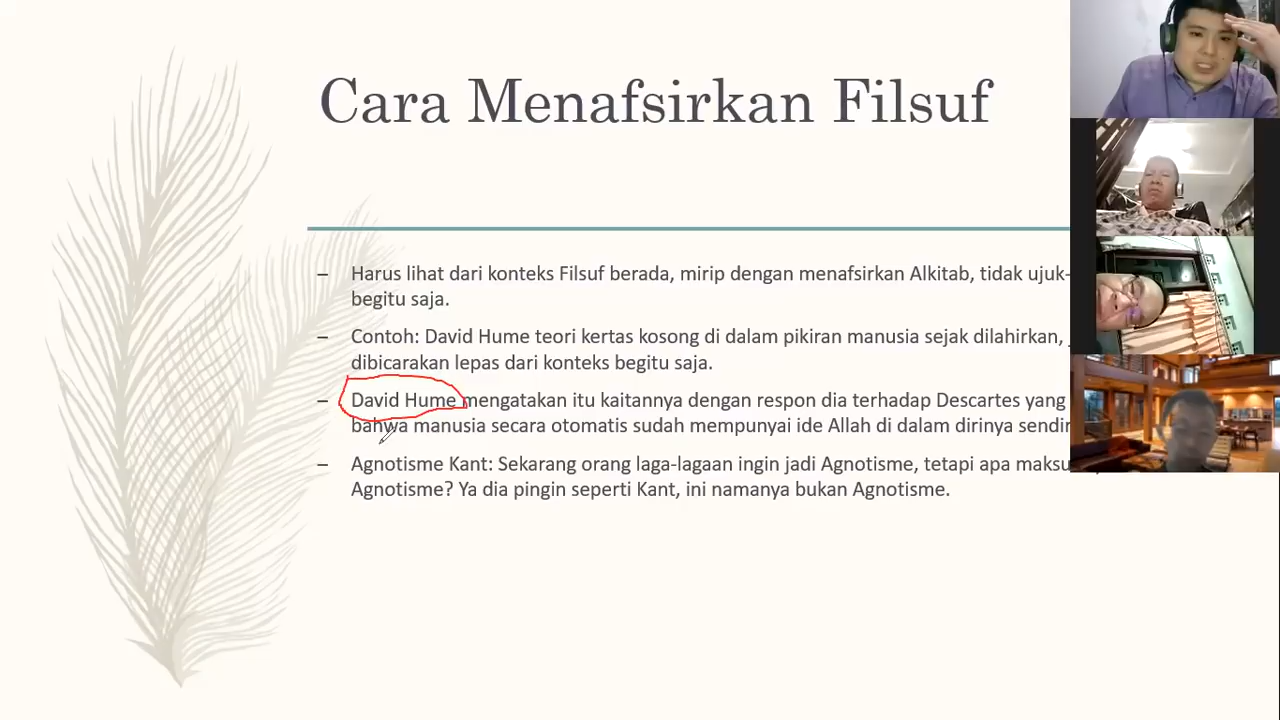 Cara Menafsirkan Filsuf
– Harus lihat dari konteks Filsuf berada, mirip dengan menafsirkan Alkitab, tidak ujuk-
begitu saja.
– Contoh: David Hume teori kertas kosong di dalam pikiran manusia sejak dilahirkan,
dibicarakan lepas dari konteks begitu saja.
– David Hume mengatakan itu kaitannya dengan respon dia terhadap Descartes yang
bahwa manusia secara otomatis sudah mempunyai ide Allah di dalam dirinya
– Agnotisme Kant: Sekarang orang laga-lagaan ingin jadi Agnotisme, tetapi apa
Agnotisme? Ya dia pingin seperti Kant, ini namanya bukan Agnotisme.